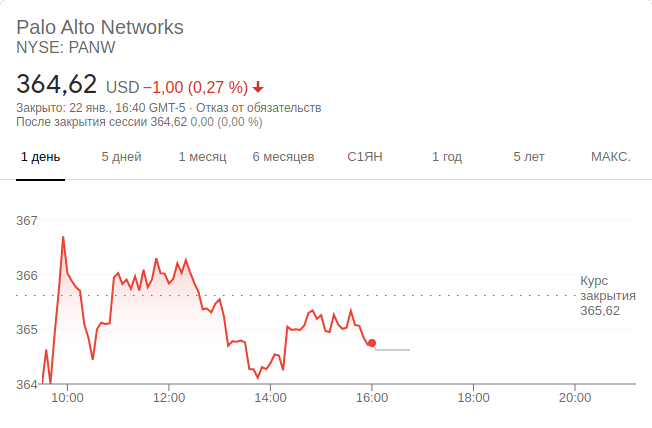 Palo Alto Networks
NYSE: PANW
364,62 USD −1,00 (0,27 %)
Закрыто: 22 янв., 16:40 GMT-5 · Отказ от обязательств
После закрытия сессии 364,62 0,00 (0,00 %)
1 день 5 дней 1 месяц 6 месяцев С1ЯН 1 год 5 лет МАКС.
367
366
Курс
закрытия
365,62
365
364
10:00 12:00 14:00 16:00 18:00 20:00